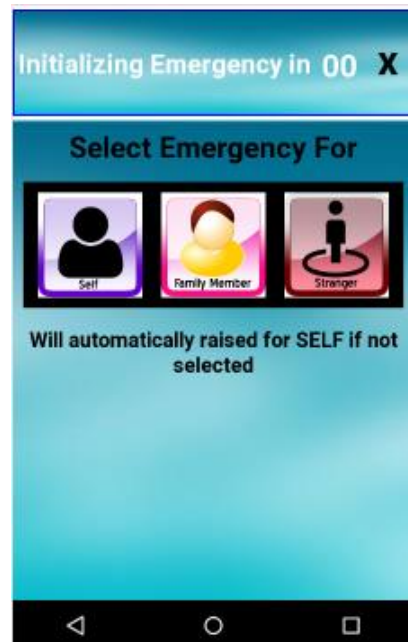 Initializing Emergency in 00 X
Select Emergency For
Self Family Member Stranger
Will automatically raised for SELF if not
selected